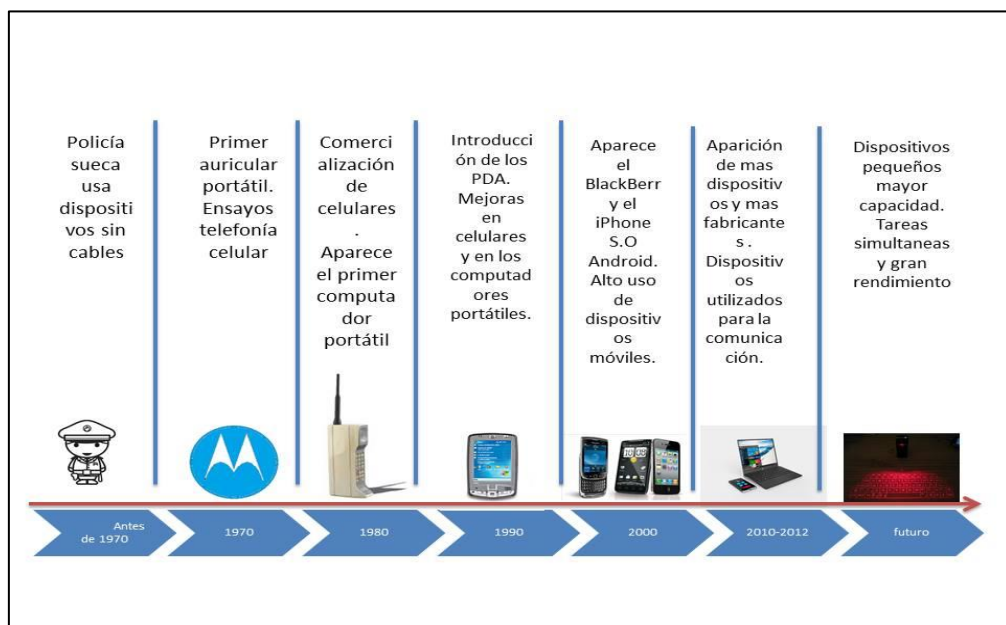 Policía
sueca
usa
dispositi
vos sin
cables
Primer
auricular
portátil.
Ensayos
telefonía
celular
Comerci
alización
de
celulares
.
Aparece
el primer
computa
dor
portátil
Introducci
ón de los
PDA.
Mejoras
en
celulares
y en los
computad
ores
portátiles.
Aparece
el
BlackBerr
y y el
iPhone
S.O
Android.
Alto uso
de
dispositiv
os
móviles.
Aparición
de mas
dispositiv
os y mas
fabricante
s .
Dispositiv
os
utilizados
para la
comunica
ción.
Dispositivos
pequeños
mayor
capacidad.
Tareas
simultaneas
y gran
rendimiento
Antes
de 1970
1970
1980
1990
2000
2010-2012
futuro